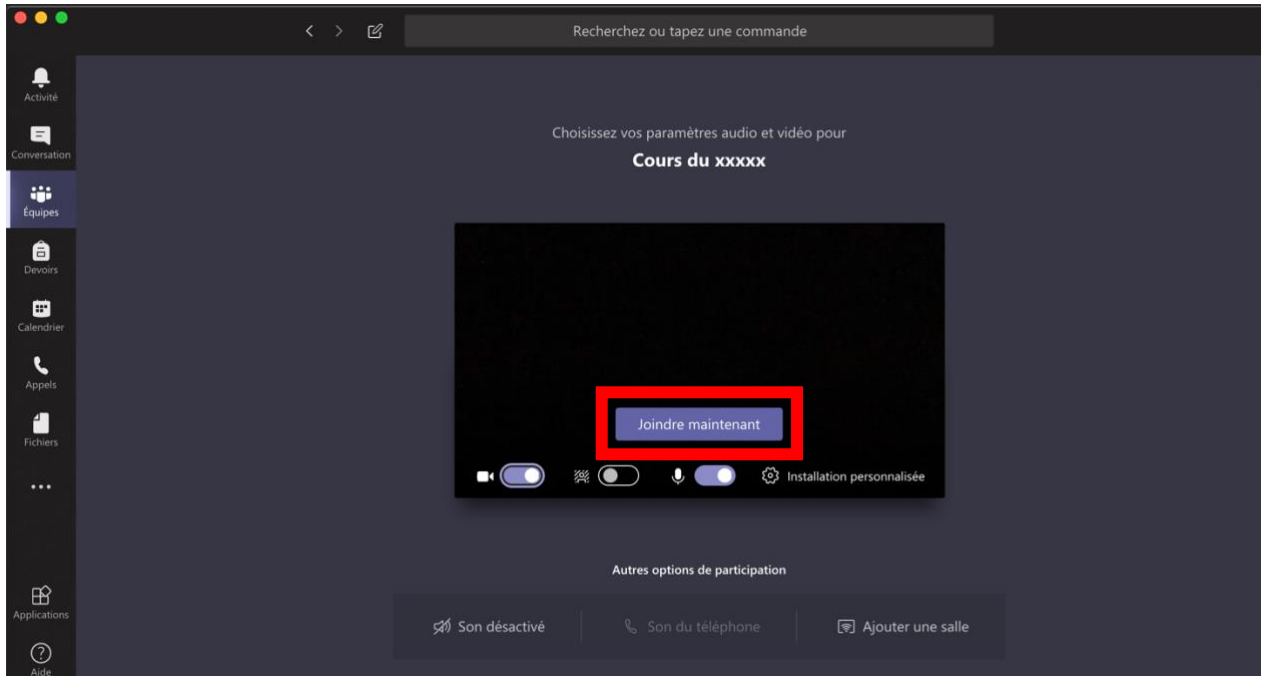 Recherchez ou tapez une commande
Activité
Conversation
Équipes
Devoirs
Calendrier
Appels
Fichiers
Applications
Aide
Choisissez vos paramètres audio et vidéo pour
Cours du xxxxx
Joindre maintenant
Installation personnalisée
Autres options de participation
Son désactivé
Son du téléphone
Ajouter une salle